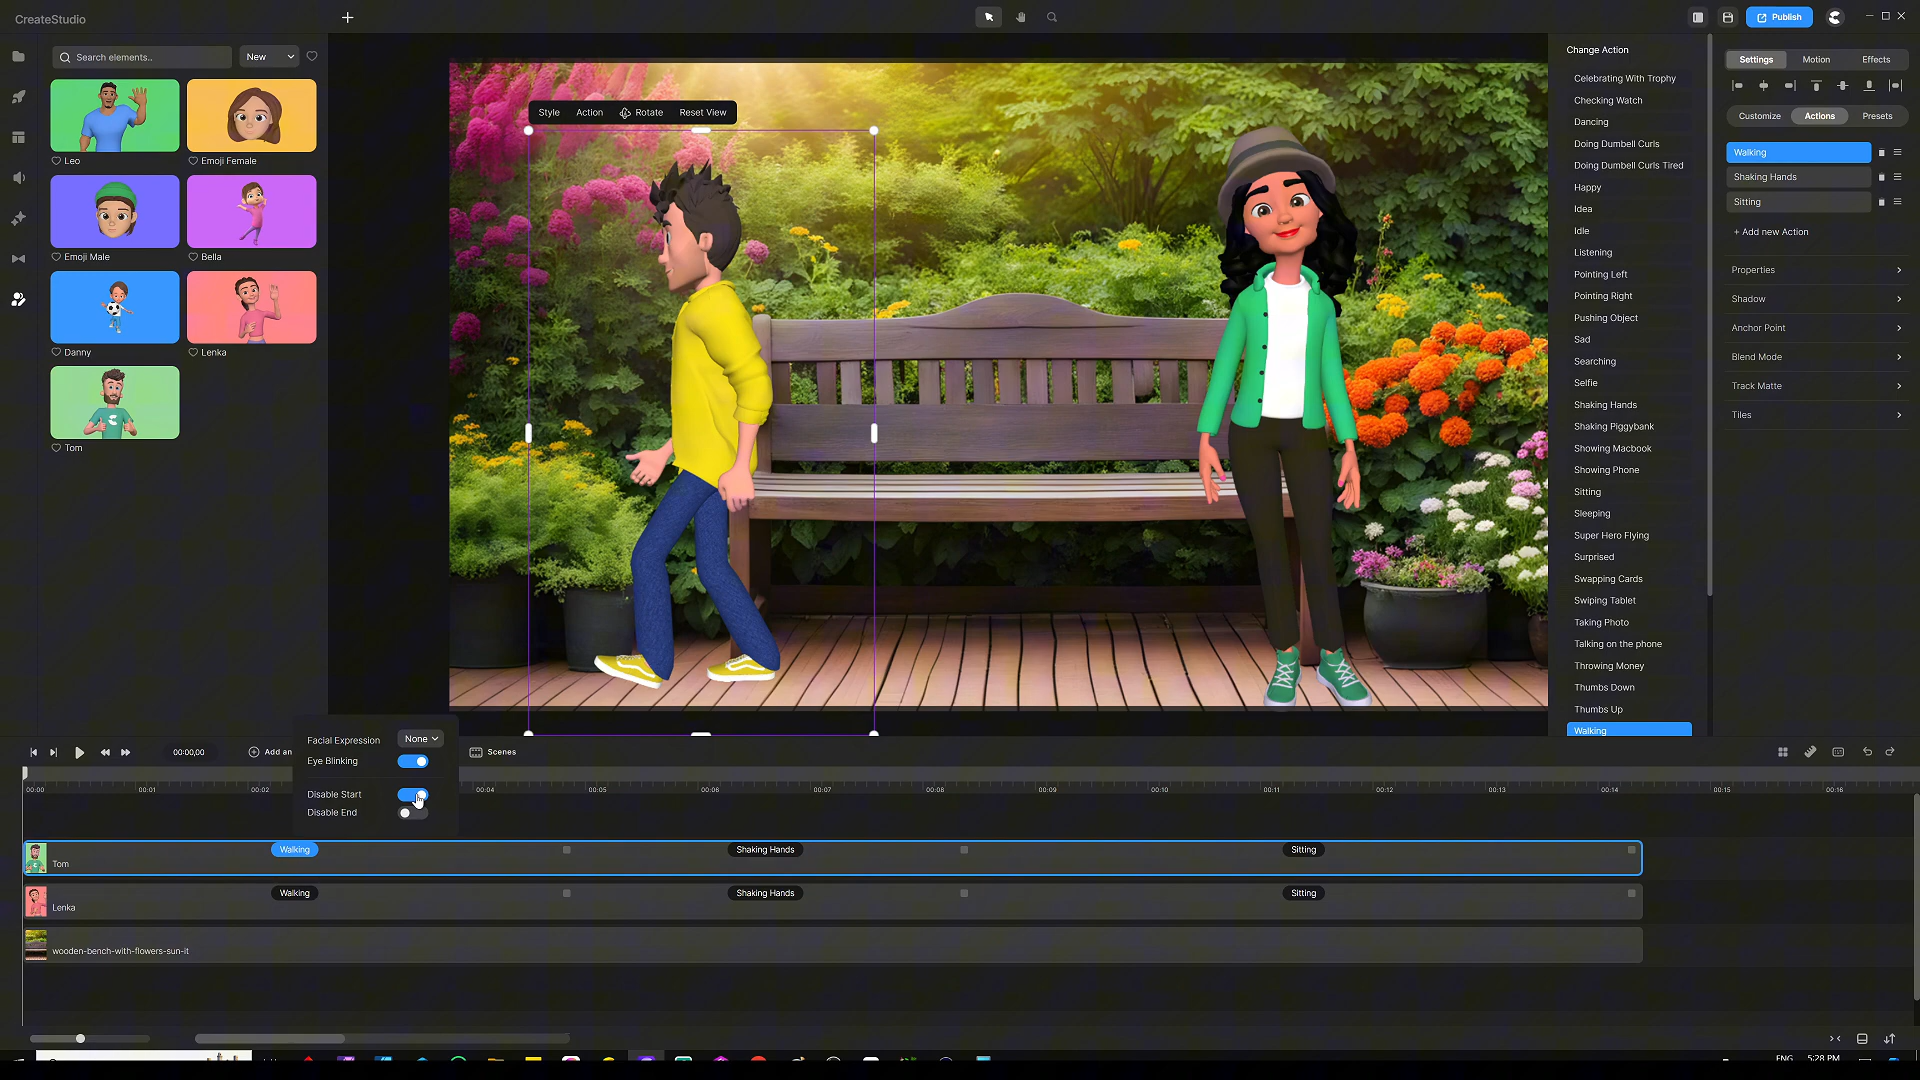 CreateStudio
Publish
Search elements..
New
Leo
Emoji Female
Emoji Male
Bella
Danny
Lenka
Tom
Style
Action
Rotate
Reset View
Change Action
Celebrating With Trophy
Checking Watch
Dancing
Doing Dumbell Curls
Doing Dumbell Curls Tired
Happy
Idea
Idle
Listening
Pointing Left
Pointing Right
Pushing Object
Sad
Searching
Selfie
Shaking Hands
Shaking Piggybank
Showing Macbook
Showing Phone
Sitting
Sleeping
Super Hero Flying
Surprised
Swapping Cards
Swiping Tablet
Taking Photo
Talking on the phone
Throwing Money
Thumbs Down
Thumbs Up
Walking
Settings
Motion
Effects
Customize
Actions
Presets
Walking
Shaking Hands
Sitting
+ Add new Action
Properties
Shadow
Anchor Point
Blend Mode
Track Matte
Tiles
00:00,00
Add an
Facial Expression
None
Eye Blinking
Disable Start
Disable End
Scenes
00:00
00:01
00:02
00:04
00:05
00:06
00:07
00:08
00:09
00:10
00:11
00:12
00:13
00:14
00:15
00:16
Tom
Walking
Shaking Hands
Sitting
Lenka
Walking
Shaking Hands
Sitting
wooden-bench-with-flowers-sun-it
ENG
5:28 PM